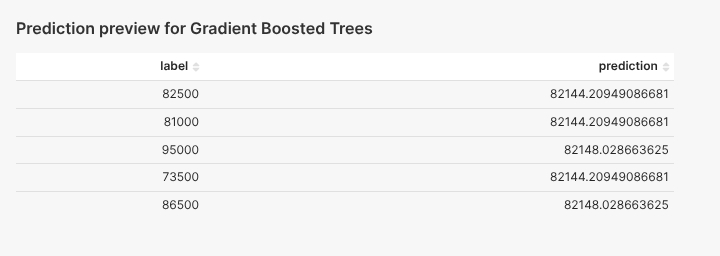 Prediction preview for Gradient Boosted Trees
label prediction
82500 82144.20949086681
81000 82144.20949086681
95000 82148.028663625
73500 82144.20949086681
86500 82148.028663625